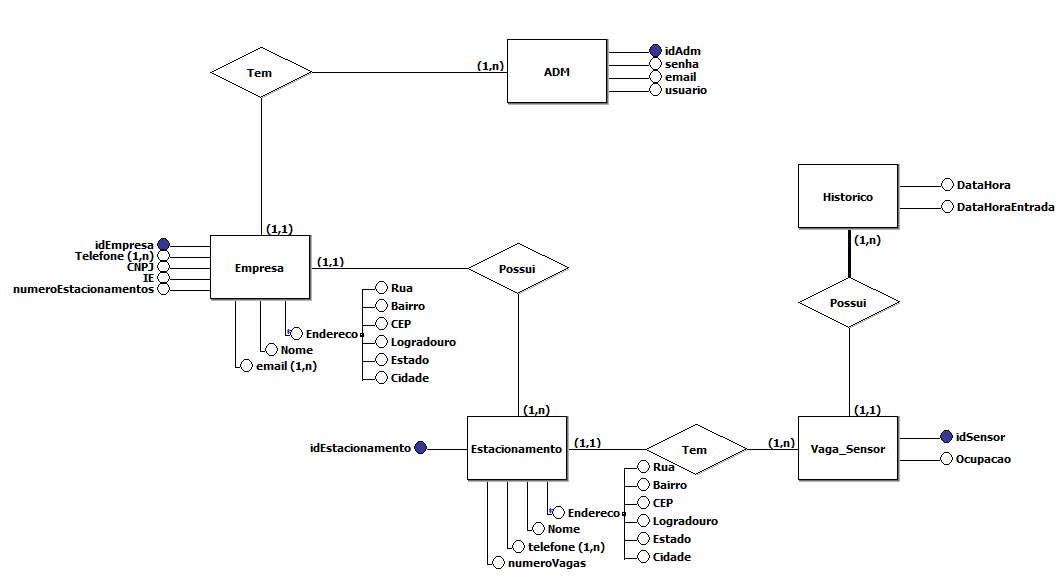 Tem
(1,n)
ADM
idAdm
senha
email
usuario
Historico
DataHora
DataHoraEntrada
(1,n)
Possui
(1,1)
idEmpresa
Telefone (1,n)
CNPJ
IE
numeroEstacionamentos
Empresa
(1,1)
Possui
Endereco
Rua
Bairro
CEP
Logradouro
Estado
Cidade
Nome
email (1,n)
(1,n)
(1,1)
idEstacionamento
Estacionamento
(1,1)
Tem
(1,n)
Vaga_Sensor
idSensor
Ocupacao
Endereco
Rua
Bairro
CEP
Logradouro
Estado
Cidade
Nome
telefone (1,n)
numeroVagas